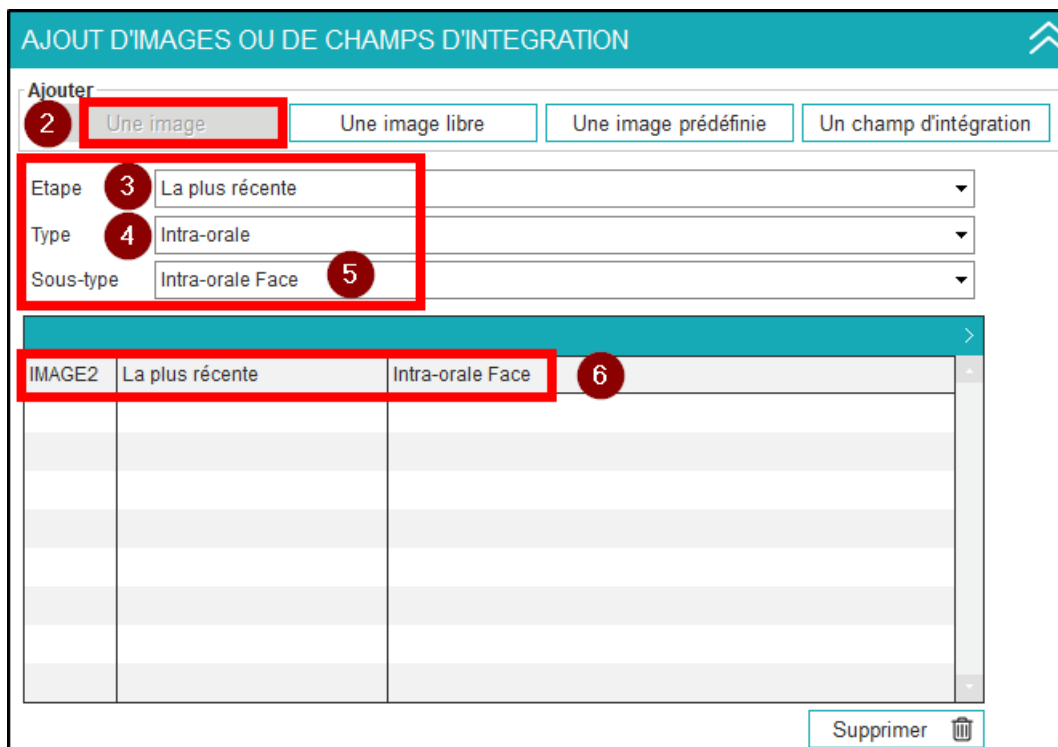 AJOUT D'IMAGES OU DE CHAMPS D'INTEGRATION
Ajouter
2 Une image Une image libre Une image prédéfinie Un champ d'intégration
Etape 3 La plus récente
Type 4 Intra-orale
Sous-type Intra-orale Face 5
IMAGE2 La plus récente Intra-orale Face 6
Supprimer